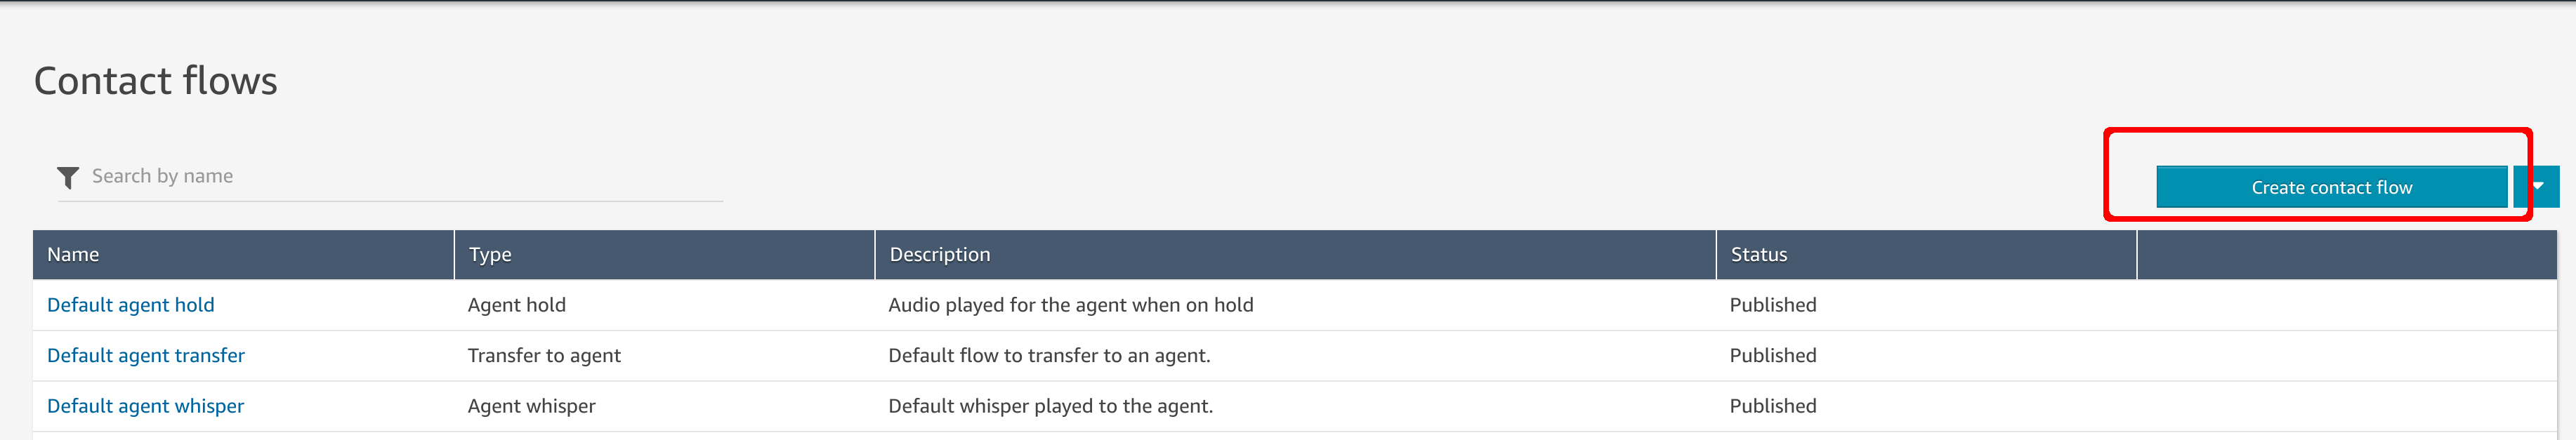 Contact flows
Search by name
Create contact flow
Name Type Description Status
Default agent hold Agent hold Audio played for the agent when on hold Published
Default agent transfer Transfer to agent Default flow to transfer to an agent. Published
Default agent whisper Agent whisper Default whisper played to the agent. Published